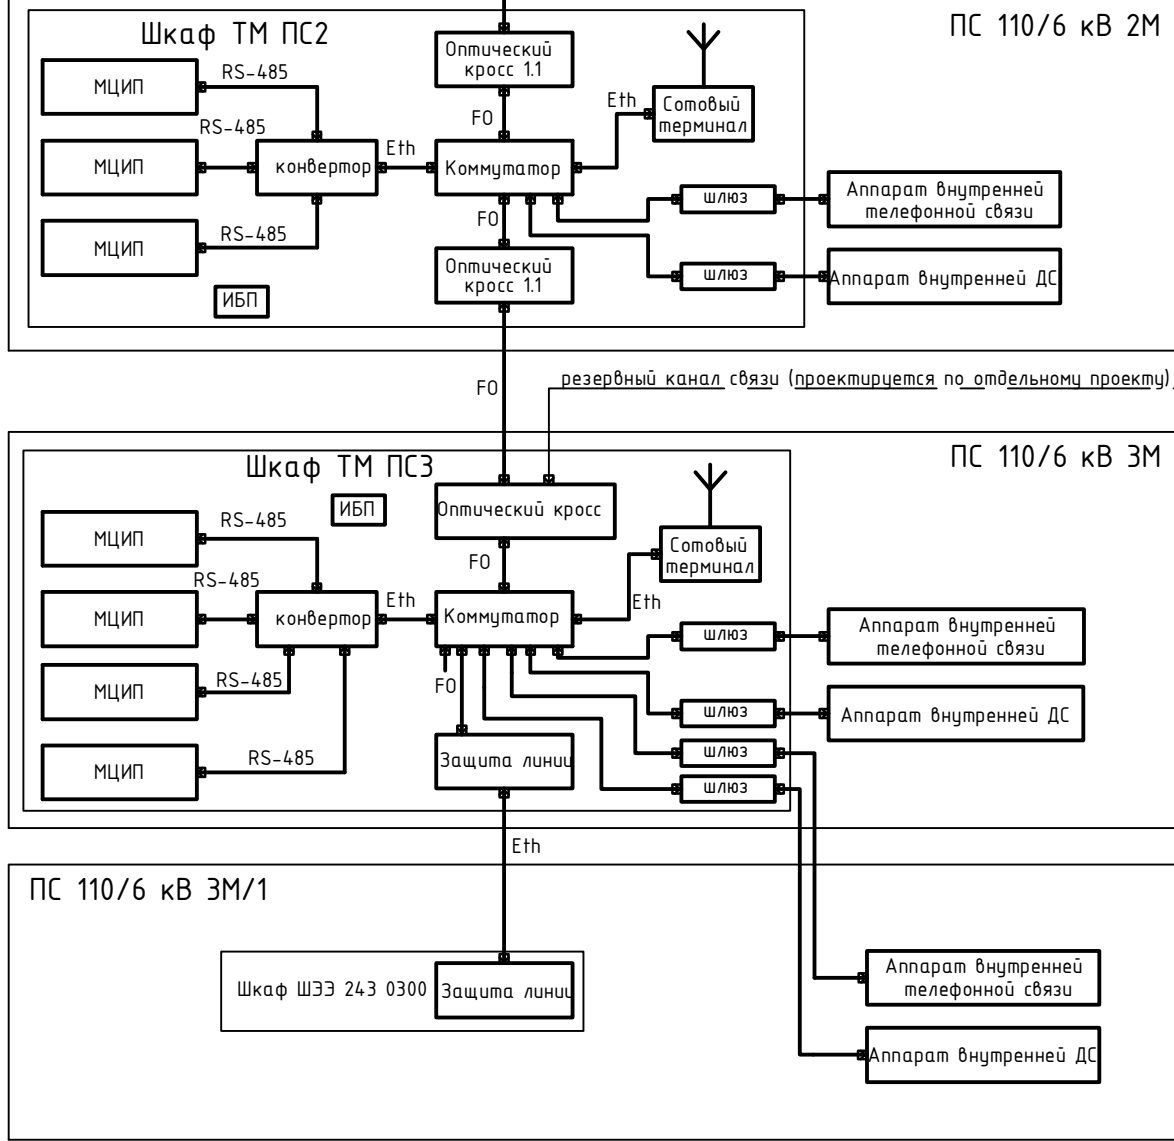 ПС 110/6 кВ 2М
Шкаф ТМ ПС2
Оптический
кросс 1.1
МЦИП
RS-485
FO
Eth
Сотовый
терминал
RS-485
МЦИП
конвертор
Eth
Коммутатор
шлюз
Аппарат внутренней
телефонной связи
FO
МЦИП
RS-485
Оптический
кросс 1.1
шлюз
Аппарат внутренней ДС
ИБП
FO
резервный канал связи (проектируется по отдельному проекту)
ПС 110/6 кВ 3М
Шкаф ТМ ПС3
ИБП
Оптический кросс
МЦИП
RS-485
FO
Сотовый
терминал
RS-485
МЦИП
конвертор
Eth
Коммутатор
Eth
шлюз
Аппарат внутренней
телефонной связи
МЦИП
RS-485
FO
шлюз
Аппарат внутренней ДС
МЦИП
RS-485
Защита линии
шлюз
шлюз
Eth
ПС 110/6 кВ 3М/1
Шкаф ШЭЭ 243 0300
Защита линии
Аппарат внутренней
телефонной связи
Аппарат внутренней ДС